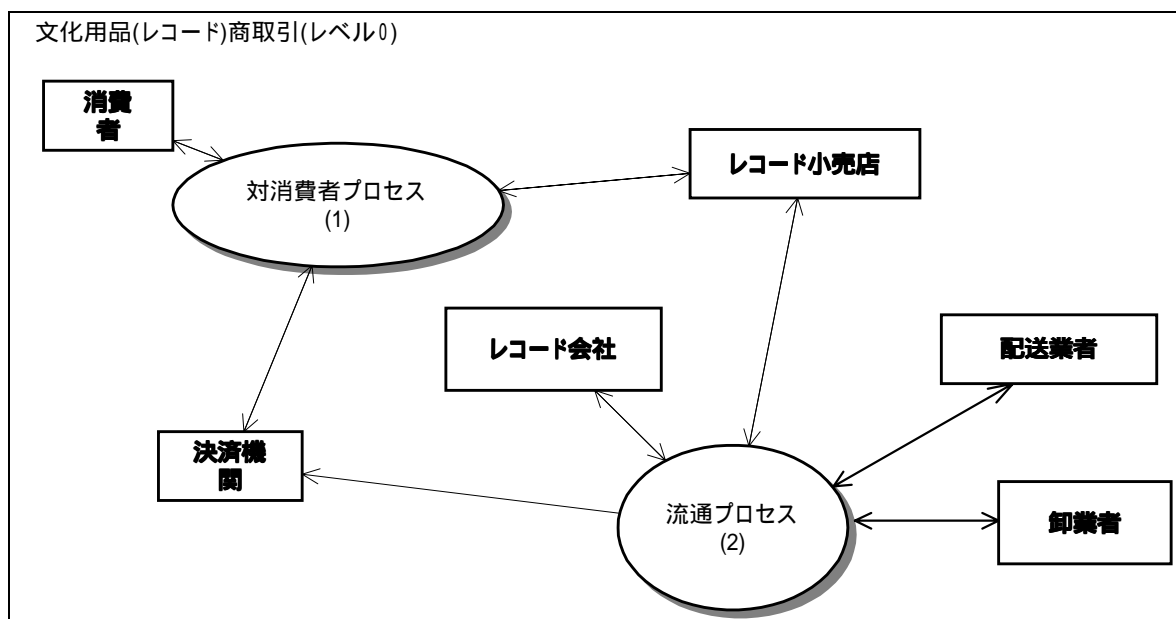 文化用品(レコード)商取引(レベル0)
消費
者
対消費者プロセス
(1)
レコード小売店
レコード会社
配送業者
決済機
関
流通プロセス
(2)
卸業者